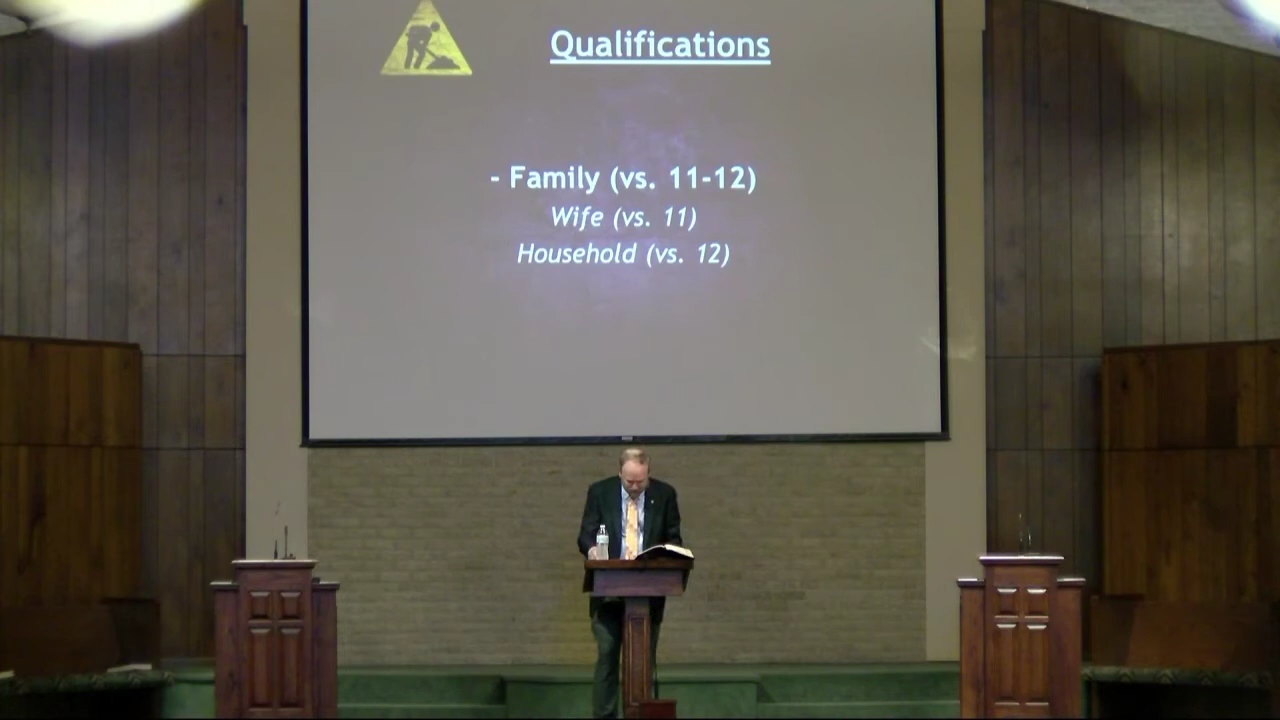 Qualifications
- Family (vs. 11-12)
Wife (vs. 11)
Household (vs. 12)